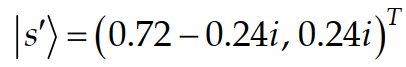 |s′⟩ = (0.72 − 0.24i, 0.24i)ᵀ